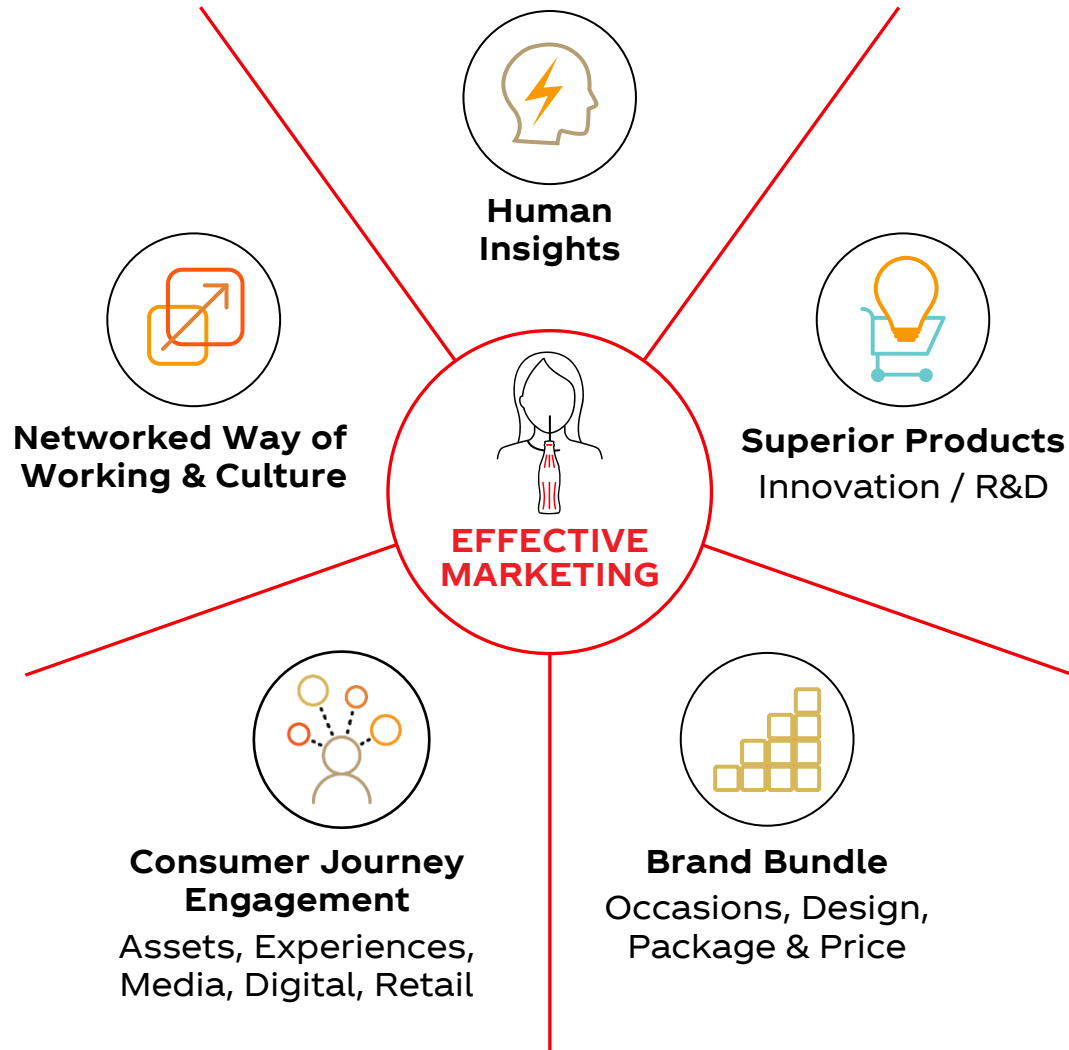 Human
Insights
Networked Way of
Working & Culture
Superior Products
Innovation / R&D
EFFECTIVE
MARKETING
Consumer Journey
Engagement
Assets, Experiences,
Media, Digital, Retail
Brand Bundle
Occasions, Design,
Package & Price